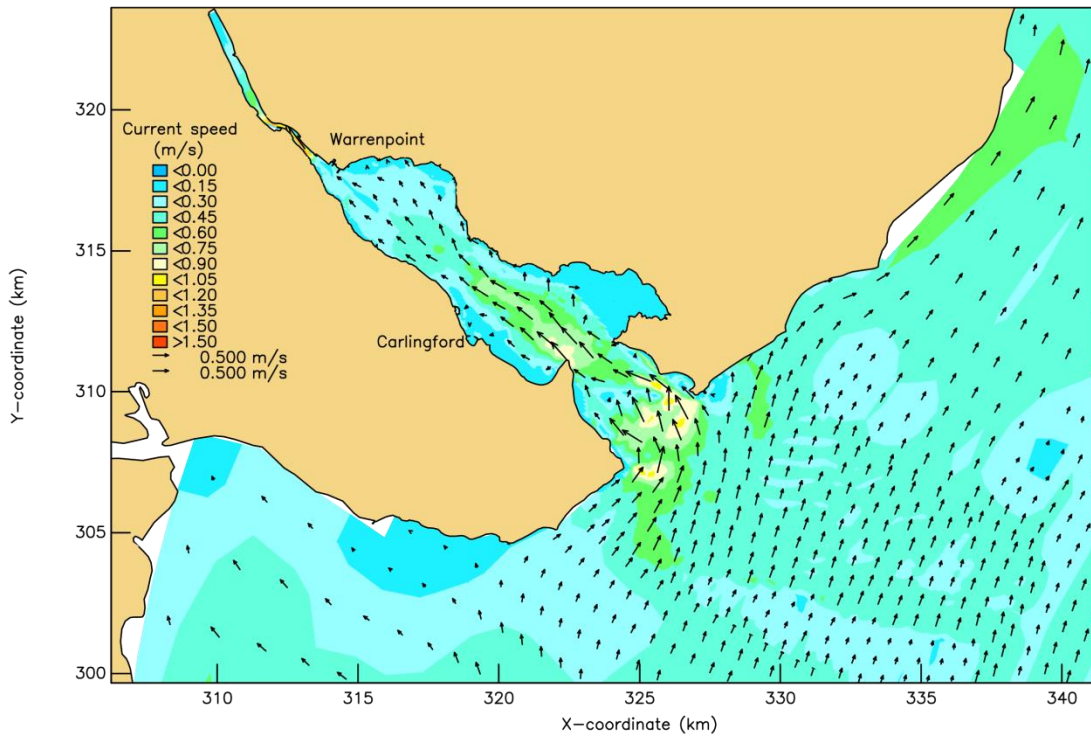 320
Current speed
(m/s)
Warrenpoint
<0.00
<0.15
<0.30
<0.45
<0.60
<0.75
<0.90
<1.05
<1.20
<1.35
<1.50
>1.50
0.500 m/s
0.500 m/s
315
Carlingford
310
305
300
Y-coordinate (km)
310 315 320 325 330 335 340
X-coordinate (km)